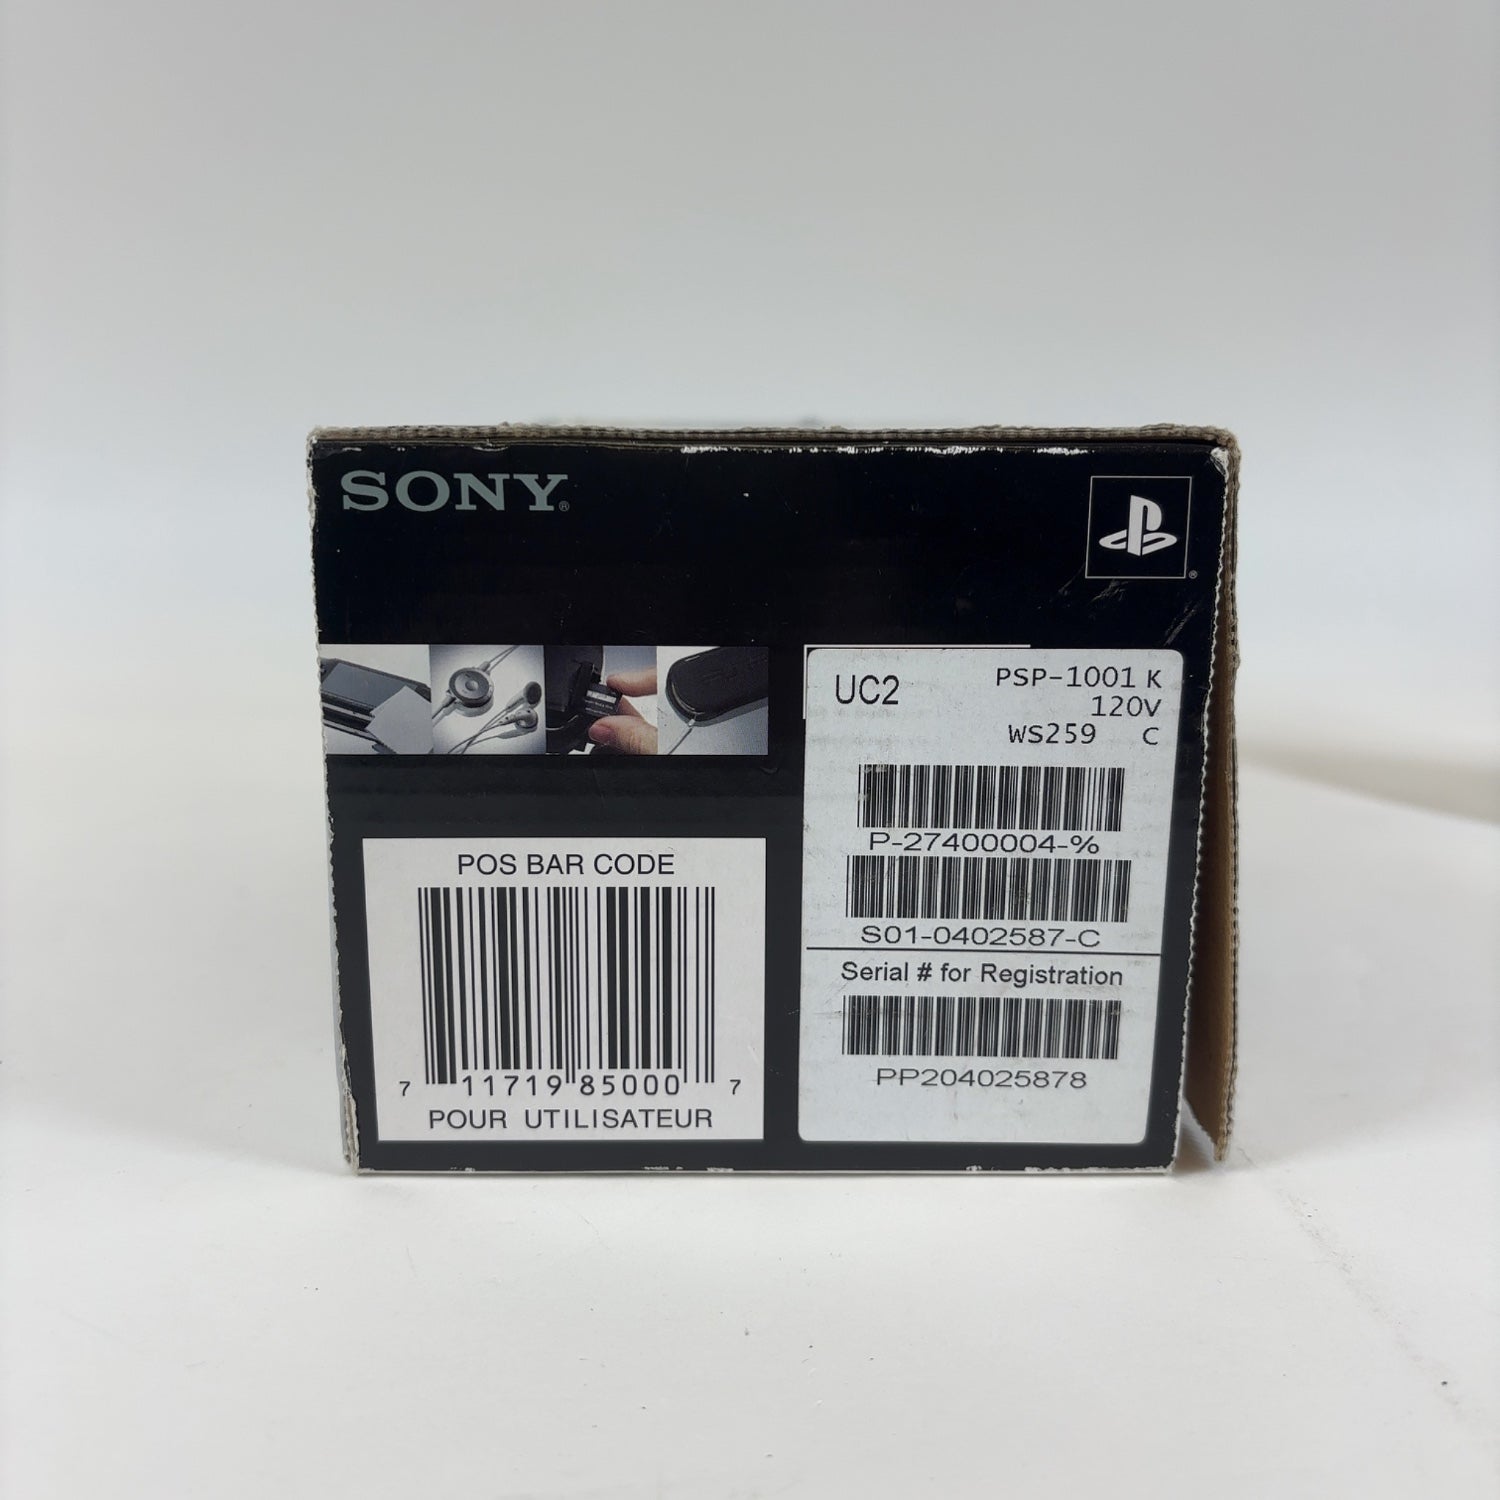 SONY®
UC2
PSP-1001 K
120V
WS259 C
P-27400004-%
S01-0402587-C
Serial # for Registration
PP204025878
POS BAR CODE
7 11719 85000 7
POUR UTILISATEUR